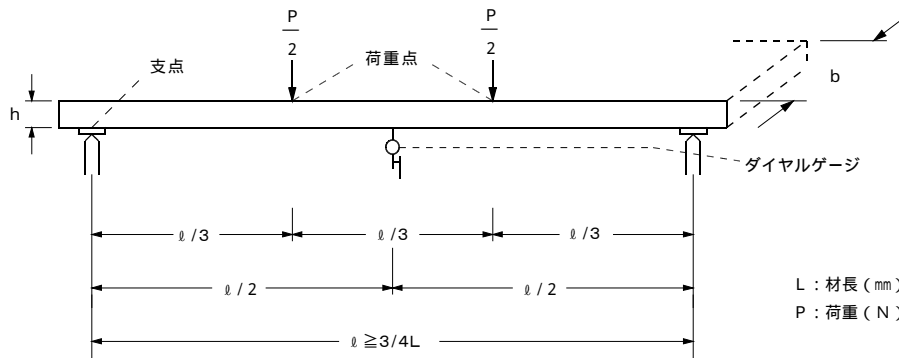 P
2
P
2
支点
荷重点
b
h
ダイヤルゲージ
ℓ/3
ℓ/3
ℓ/3
ℓ/2
ℓ/2
L：材長（㎜）
P：荷重（N）
ℓ≧3/4L